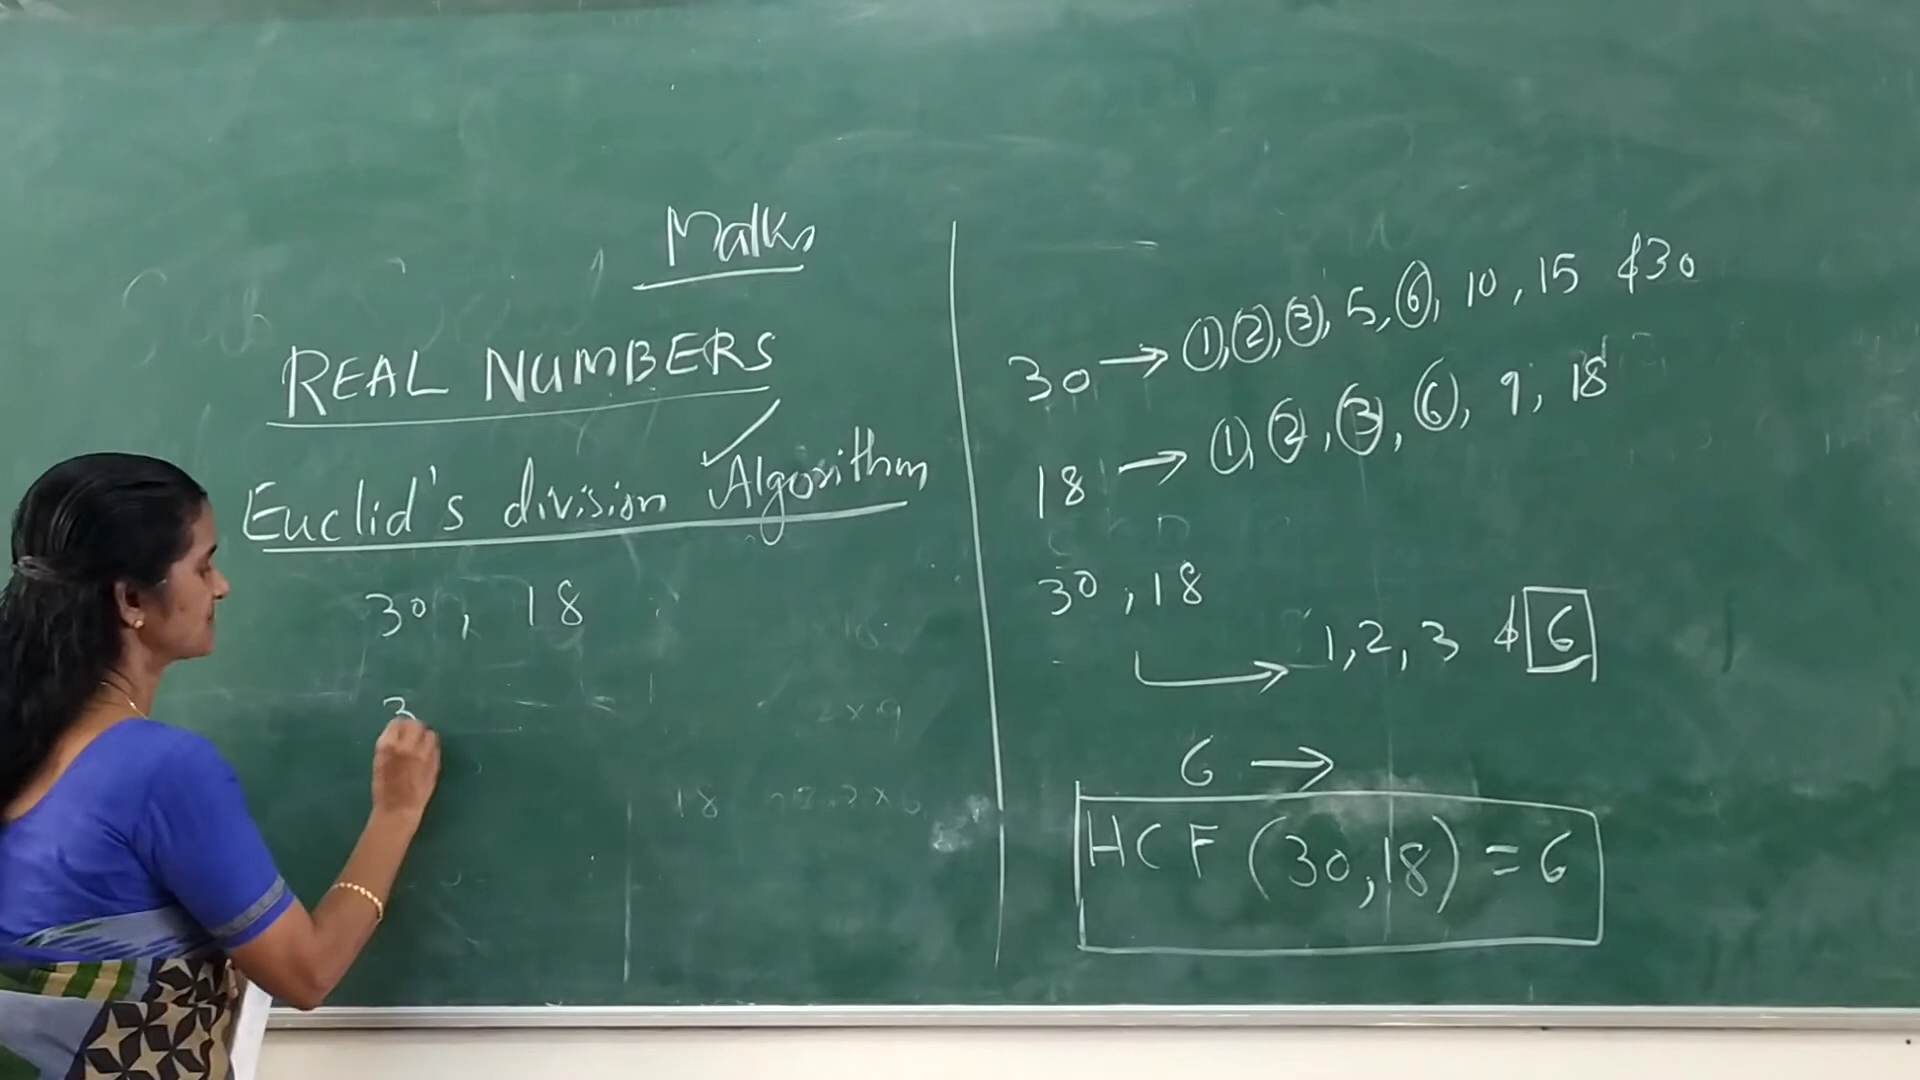 Maths
REAL NUMBERS
Euclid's division Algorithm
30, 18
3
30 → 1, 2, 3, 5, 6, 10, 15 & 30
18 → 1, 2, 3, 6, 9, 18
30, 18
→ 1, 2, 3 & 6
6 →
HCF (30, 18) = 6